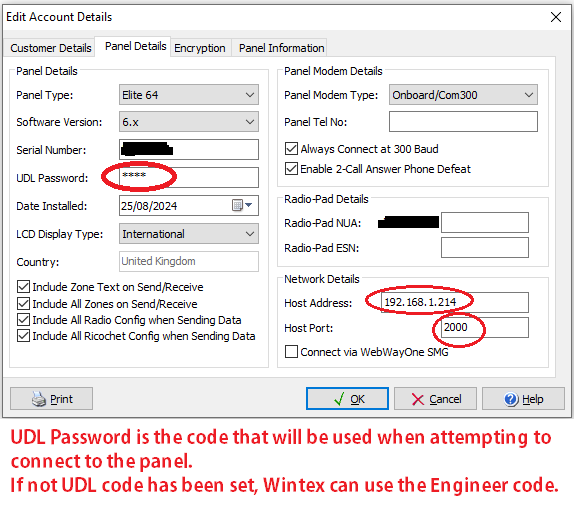 Edit Account Details
Customer Details Panel Details Encryption Panel Information
Panel Details
Panel Type: Elite 64
Software Version: 6.x
Serial Number:
UDL Password: ****
Date Installed: 25/08/2024
LCD Display Type: International
Country: United Kingdom
Include Zone Text on Send/Receive
Include All Zones on Send/Receive
Include All Radio Config when Sending Data
Include All Ricochet Config when Sending Data
Panel Modem Details
Panel Modem Type: Onboard/Com300
Panel Tel No:
Always Connect at 300 Baud
Enable 2-Call Answer Phone Defeat
Radio-Pad Details
Radio-Pad NUA:
Radio-Pad ESN:
Network Details
Host Address: 192.168.1.214
Host Port: 2000
Connect via WebWayOne SMG
Print OK Cancel Help
UDL Password is the code that will be used when attempting to
connect to the panel.
If not UDL code has been set, Wintex can use the Engineer code.